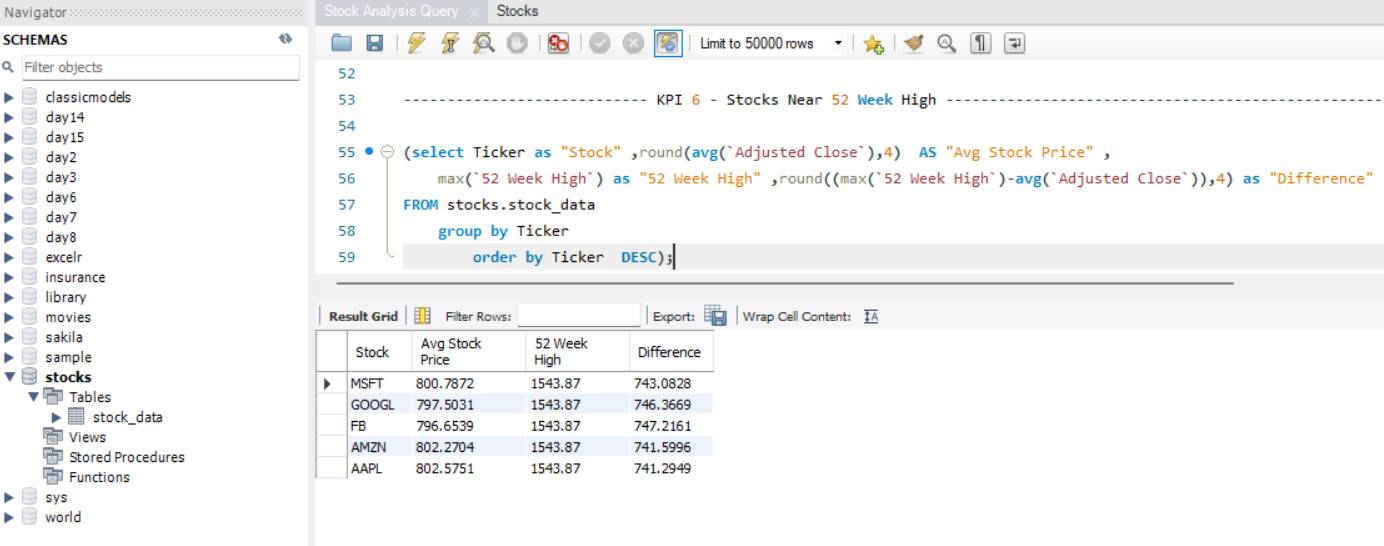 Navigator
SCHEMAS
Filter objects
classicmodels
day14
day15
day2
day3
day6
day7
day8
excelr
insurance
library
movies
sakila
sample
stocks
Tables
stock_data
Views
Stored Procedures
Functions
sys
world
Stock Analysis Query × Stocks
Limit to 50000 rows
52
53 ---------------------------- KPI 6 - Stocks Near 52 Week High ---------------------------------------------------
54
55 (select Ticker as "Stock" ,round(avg(`Adjusted Close`),4) AS "Avg Stock Price" ,
56 max(`52 Week High`) as "52 Week High" ,round((max(`52 Week High`)-avg(`Adjusted Close`)),4) as "Difference"
57 FROM stocks.stock_data
58 group by Ticker
59 order by Ticker DESC);
Result Grid Filter Rows: Export: Wrap Cell Content:
Stock Avg Stock Price 52 Week High Difference
MSFT 800.7872 1543.87 743.0828
GOOGL 797.5031 1543.87 746.3669
FB 796.6539 1543.87 747.2161
AMZN 802.2704 1543.87 741.5996
AAPL 802.5751 1543.87 741.2949